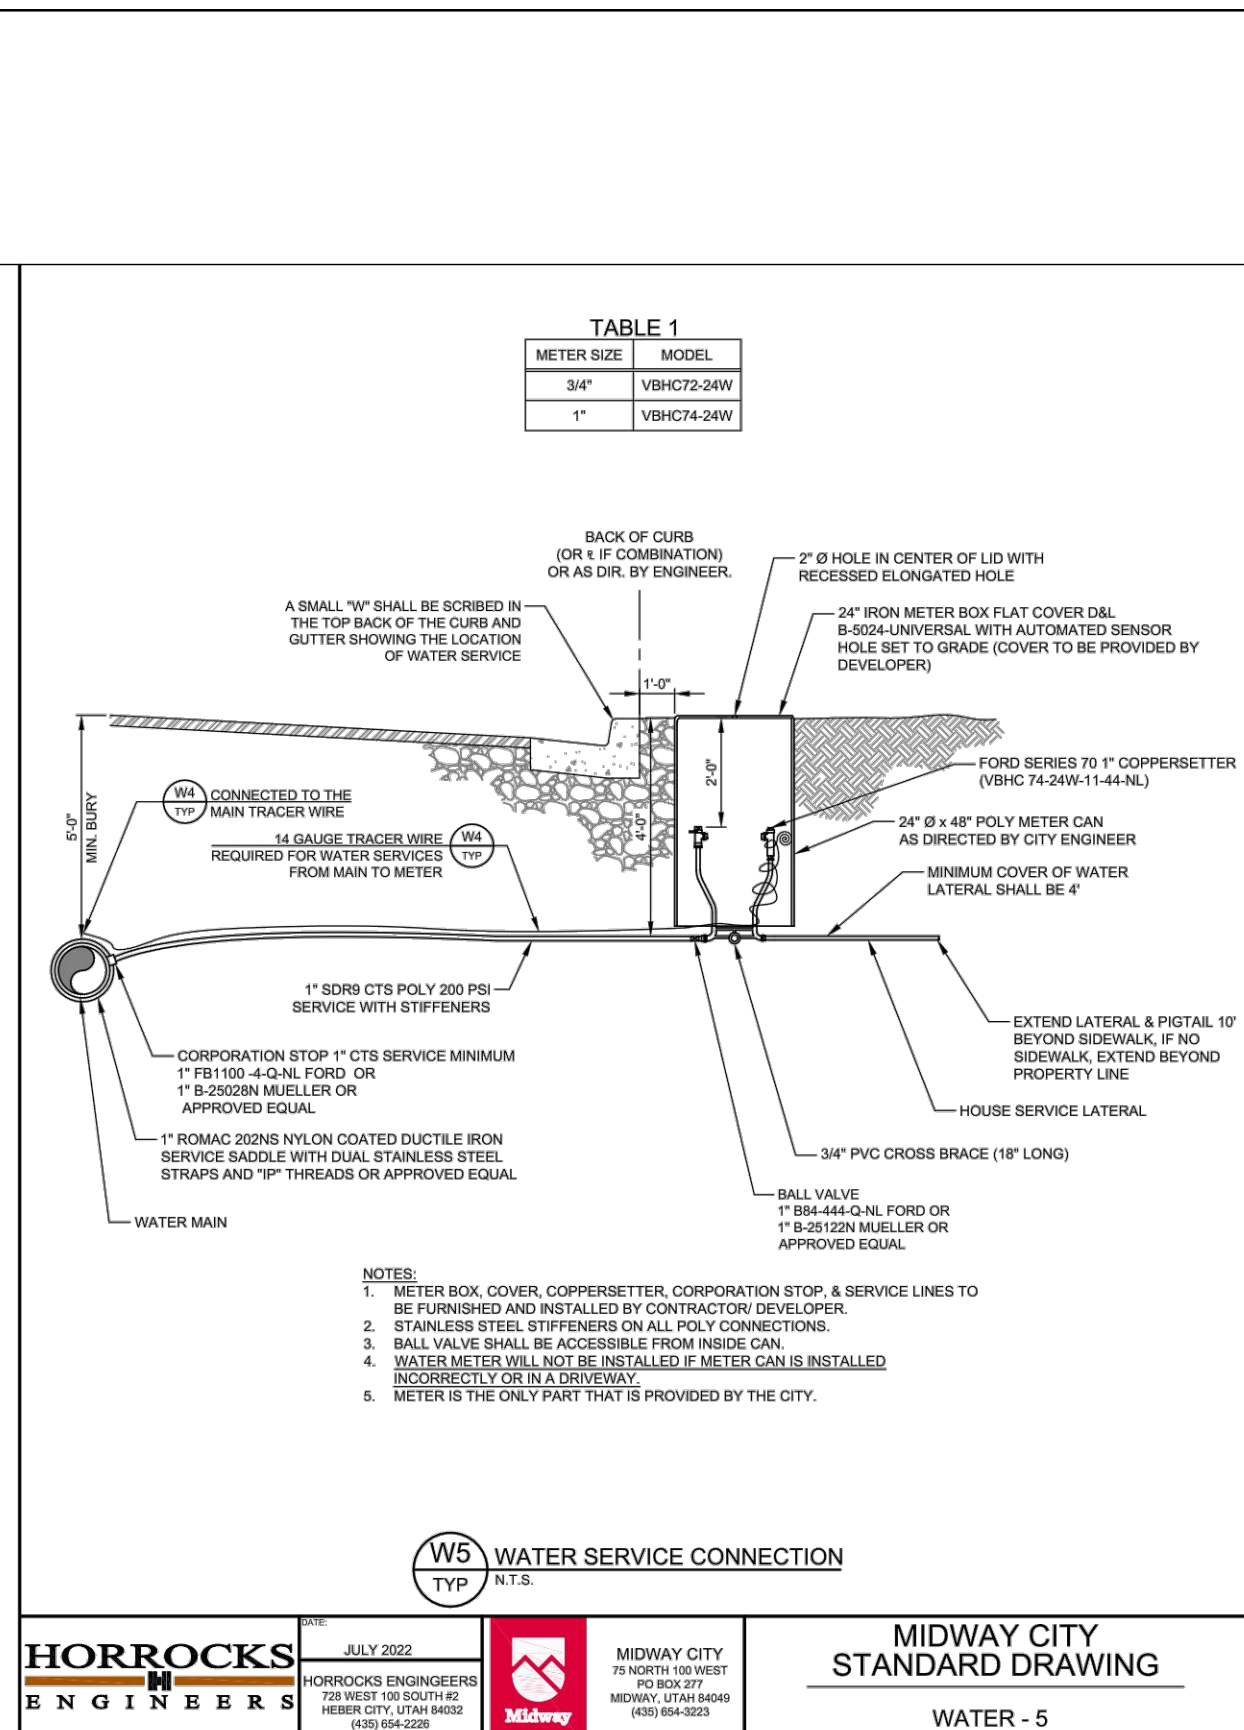 TABLE 1
METER SIZE MODEL
3/4" VBHC72-24W
1" VBHC74-24W
BACK OF CURB
(OR ℄ IF COMBINATION)
OR AS DIR. BY ENGINEER.
2" Ø HOLE IN CENTER OF LID WITH
RECESSED ELONGATED HOLE
A SMALL "W" SHALL BE SCRIBED IN
THE TOP BACK OF THE CURB AND
GUTTER SHOWING THE LOCATION
OF WATER SERVICE
24" IRON METER BOX FLAT COVER D&L
B-5024-UNIVERSAL WITH AUTOMATED SENSOR
HOLE SET TO GRADE (COVER TO BE PROVIDED BY
DEVELOPER)
1'-0"
2'-0"
4'-0"
5'-0"
MIN. BURY
W4
TYP
CONNECTED TO THE
MAIN TRACER WIRE
14 GAUGE TRACER WIRE
REQUIRED FOR WATER SERVICES
FROM MAIN TO METER
W4
TYP
FORD SERIES 70 1" COPPERSETTER
(VBHC 74-24W-11-44-NL)
24" Ø x 48" POLY METER CAN
AS DIRECTED BY CITY ENGINEER
MINIMUM COVER OF WATER
LATERAL SHALL BE 4'
1" SDR9 CTS POLY 200 PSI
SERVICE WITH STIFFENERS
EXTEND LATERAL & PIGTAIL 10'
BEYOND SIDEWALK, IF NO
SIDEWALK, EXTEND BEYOND
PROPERTY LINE
CORPORATION STOP 1" CTS SERVICE MINIMUM
1" FB1100 -4-Q-NL FORD OR
1" B-25028N MUELLER OR
APPROVED EQUAL
HOUSE SERVICE LATERAL
1" ROMAC 202NS NYLON COATED DUCTILE IRON
SERVICE SADDLE WITH DUAL STAINLESS STEEL
STRAPS AND "IP" THREADS OR APPROVED EQUAL
3/4" PVC CROSS BRACE (18" LONG)
BALL VALVE
1" B84-444-Q-NL FORD OR
1" B-25122N MUELLER OR
APPROVED EQUAL
WATER MAIN
NOTES:
1. METER BOX, COVER, COPPERSETTER, CORPORATION STOP, & SERVICE LINES TO
BE FURNISHED AND INSTALLED BY CONTRACTOR/ DEVELOPER.
2. STAINLESS STEEL STIFFENERS ON ALL POLY CONNECTIONS.
3. BALL VALVE SHALL BE ACCESSIBLE FROM INSIDE CAN.
4. WATER METER WILL NOT BE INSTALLED IF METER CAN IS INSTALLED
INCORRECTLY OR IN A DRIVEWAY.
5. METER IS THE ONLY PART THAT IS PROVIDED BY THE CITY.
W5
TYP
WATER SERVICE CONNECTION
N.T.S.
HORROCKS
ENGINEERS
DATE:
JULY 2022
HORROCKS ENGINGEERS
728 WEST 100 SOUTH #2
HEBER CITY, UTAH 84032
(435) 654-2226
Midway
MIDWAY CITY
75 NORTH 100 WEST
PO BOX 277
MIDWAY, UTAH 84049
(435) 654-3223
MIDWAY CITY
STANDARD DRAWING
WATER - 5